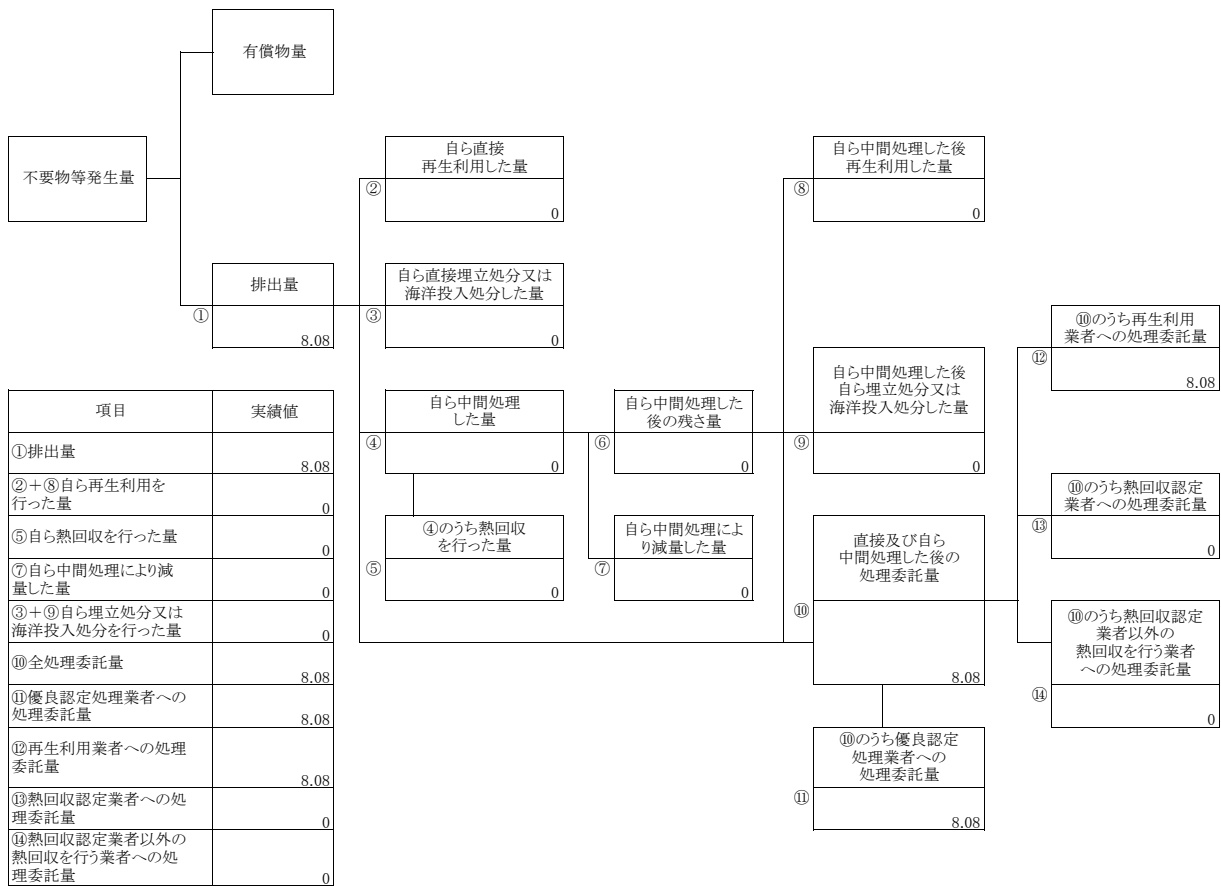 有償物量
不要物等発生量
自ら直接
再生利用した量
②
0
自ら中間処理した後
再生利用した量
⑧
0
排出量
①
8.08
自ら直接埋立処分又は
海洋投入処分した量
③
0
自ら中間処理
した量
④
0
自ら中間処理した
後の残さ量
⑥
0
自ら中間処理した後
自ら埋立処分又は
海洋投入処分した量
⑨
0
⑩のうち再生利用
業者への処理委託量
⑫
8.08
④のうち熱回収
を行った量
⑤
0
自ら中間処理によ
り減量した量
⑦
0
直接及び自ら
中間処理した後の
処理委託量
⑩
8.08
⑩のうち熱回収認定
業者への処理委託量
⑬
0
⑩のうち熱回収認定
業者以外の
熱回収を行う業者
への処理委託量
⑭
0
⑩のうち優良認定
処理業者への
処理委託量
⑪
8.08
項目 実績値
①排出量
8.08
②＋⑧自ら再生利用を
行った量
0
⑤自ら熱回収を行った量
0
⑦自ら中間処理により減
量した量
0
③＋⑨自ら埋立処分又は
海洋投入処分を行った量
0
⑩全処理委託量
8.08
⑪優良認定処理業者への
処理委託量
8.08
⑫再生利用業者への処理
委託量
8.08
⑬熱回収認定業者への処
理委託量
0
⑭熱回収認定業者以外の
熱回収を行う業者への処
理委託量
0